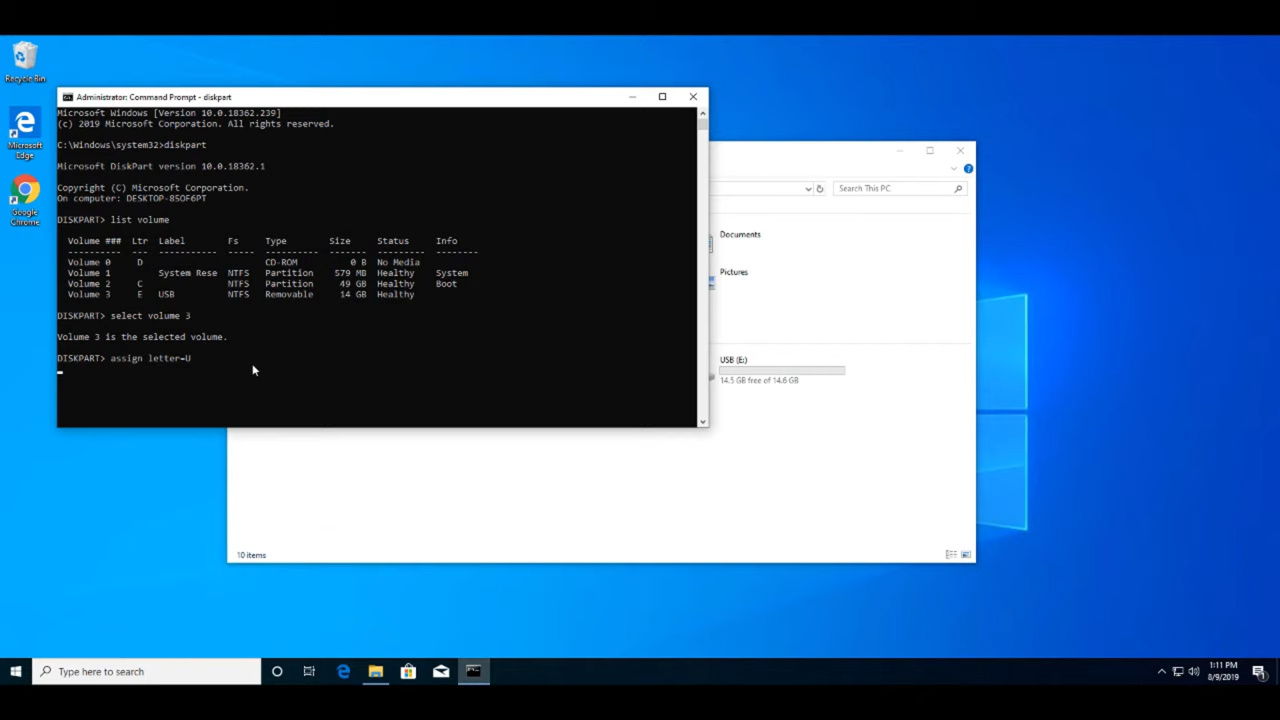 Recycle Bin
Microsoft Edge
Google Chrome
Administrator: Command Prompt - diskpart
Microsoft Windows [Version 10.0.18362.239]
(c) 2019 Microsoft Corporation. All rights reserved.
C:\Windows\system32>diskpart
Microsoft DiskPart version 10.0.18362.1
Copyright (C) Microsoft Corporation.
On computer: DESKTOP-85OF6PT
DISKPART> list volume
Volume ### Ltr Label Fs Type Size Status Info
---------- --- ----------- ----- ---------- ------- --------- --------
Volume 0 D CD-ROM 0 B No Media
Volume 1 System Rese NTFS Partition 579 MB Healthy System
Volume 2 C NTFS Partition 49 GB Healthy Boot
Volume 3 E USB NTFS Removable 14 GB Healthy
DISKPART> select volume 3
Volume 3 is the selected volume.
DISKPART> assign letter=U
Search This PC
Documents
Pictures
USB (E:)
14.5 GB free of 14.6 GB
10 items
Type here to search
1:11 PM
8/9/2019
1